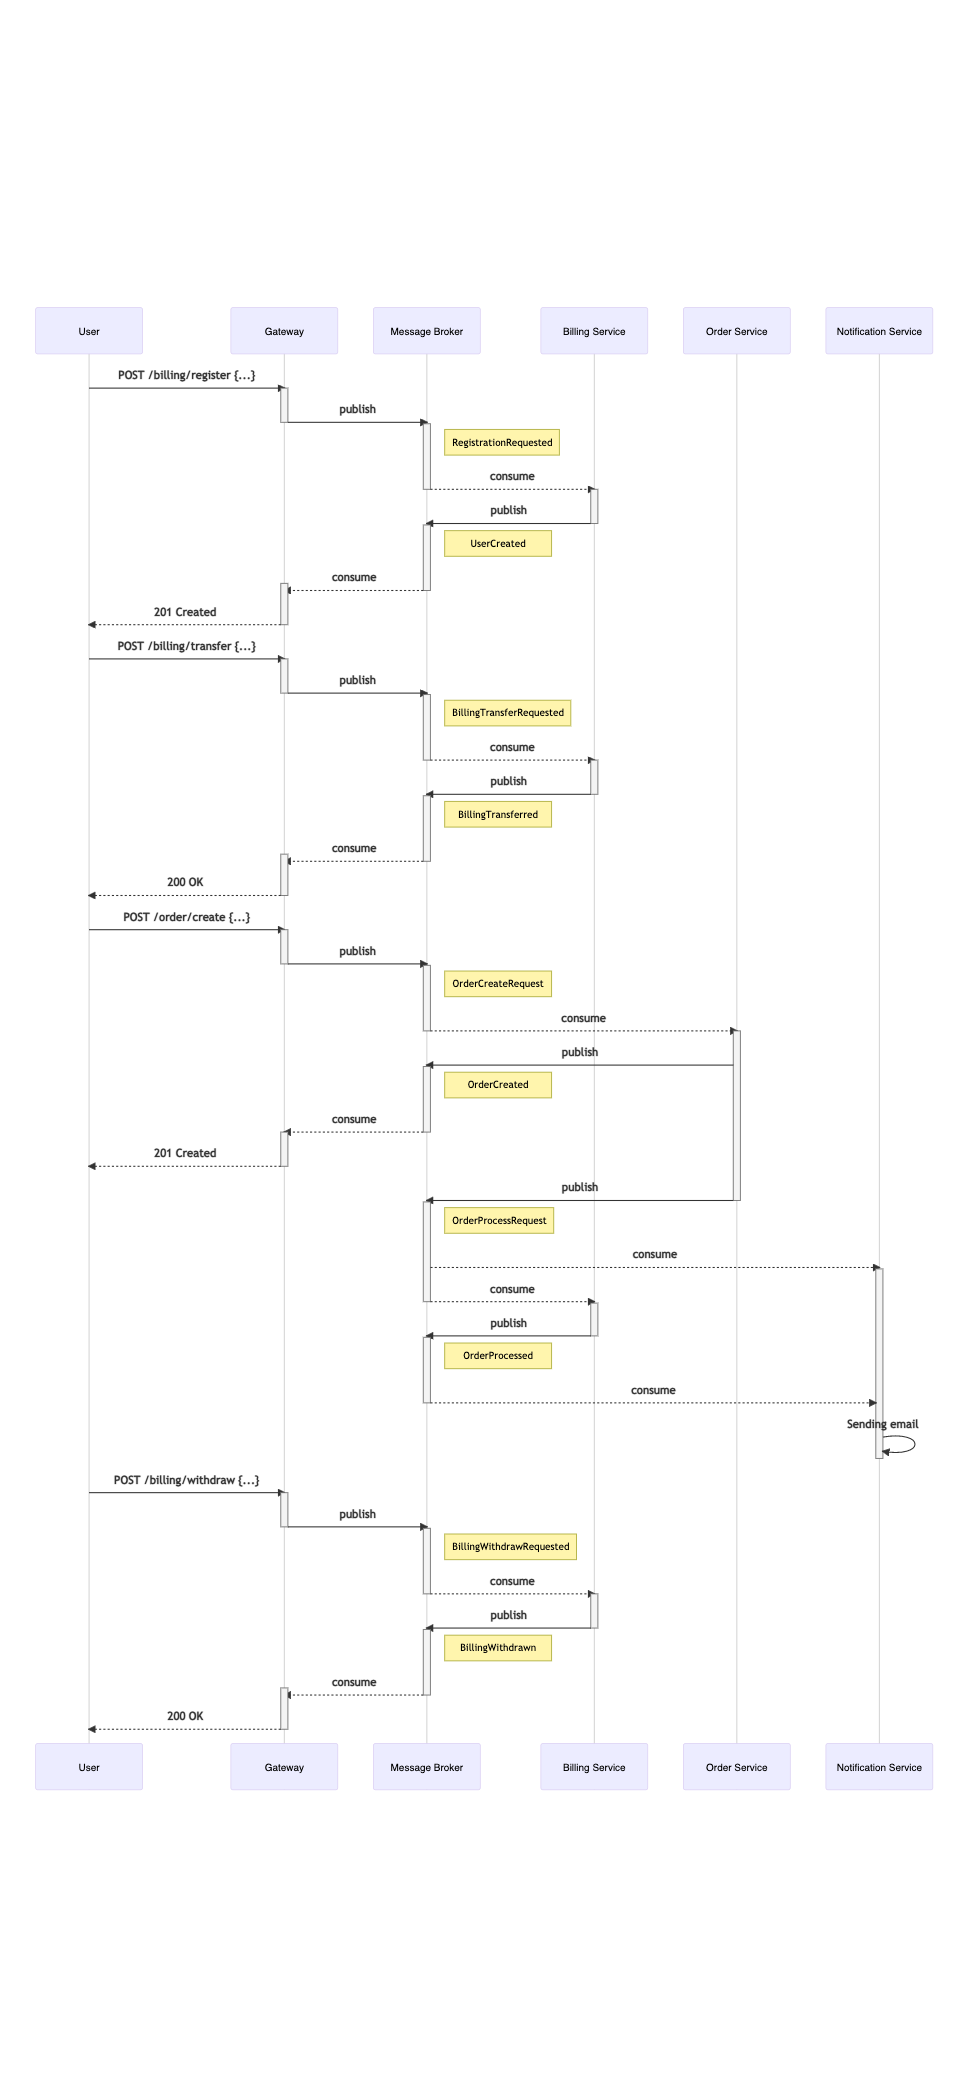 User
Gateway
Message Broker
Billing Service
Order Service
Notification Service
POST /billing/register {...}
publish
RegistrationRequested
consume
publish
UserCreated
consume
201 Created
POST /billing/transfer {...}
publish
BillingTransferRequested
consume
publish
BillingTransferred
consume
200 OK
POST /order/create {...}
publish
OrderCreateRequest
consume
publish
OrderCreated
consume
201 Created
publish
OrderProcessRequest
consume
consume
publish
OrderProcessed
consume
Sending email
POST /billing/withdraw {...}
publish
BillingWithdrawRequested
consume
publish
BillingWithdrawn
consume
200 OK
User
Gateway
Message Broker
Billing Service
Order Service
Notification Service